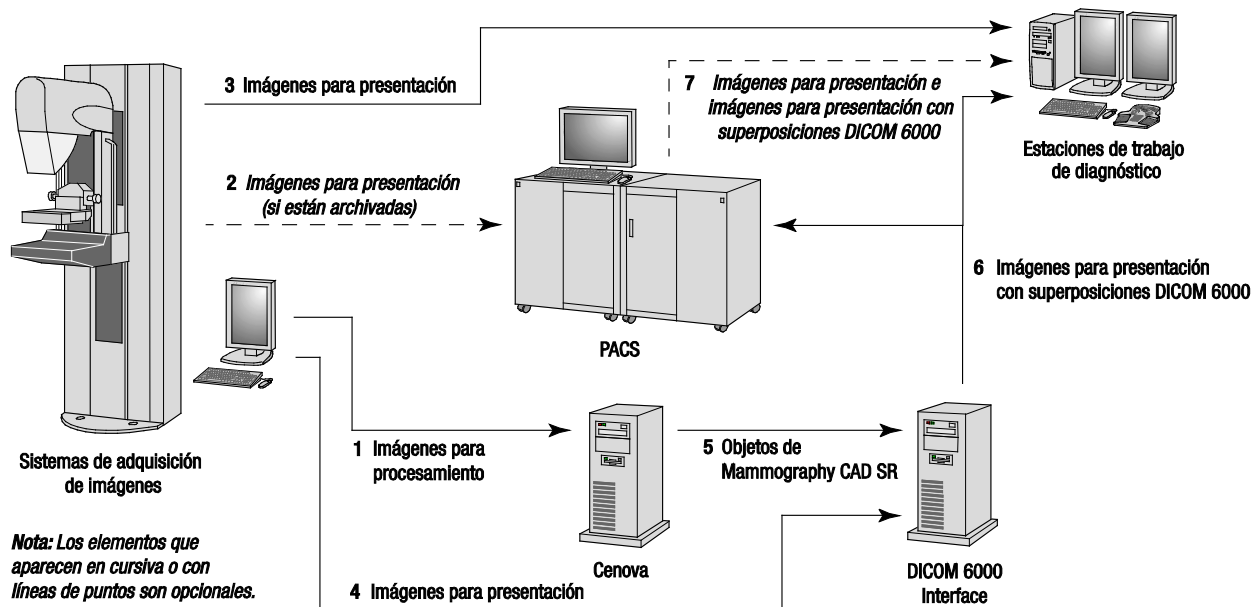 3 Imágenes para presentación
7 Imágenes para presentación e
imágenes para presentación con
superposiciones DICOM 6000
Estaciones de trabajo
de diagnóstico
2 Imágenes para presentación
(si están archivadas)
6 Imágenes para presentación
con superposiciones DICOM 6000
PACS
1 Imágenes para
procesamiento
5 Objetos de
Mammography CAD SR
Sistemas de adquisición
de imágenes
Nota: Los elementos que
aparecen en cursiva o con
líneas de puntos son opcionales.
Cenova
DICOM 6000
Interface
4 Imágenes para presentación